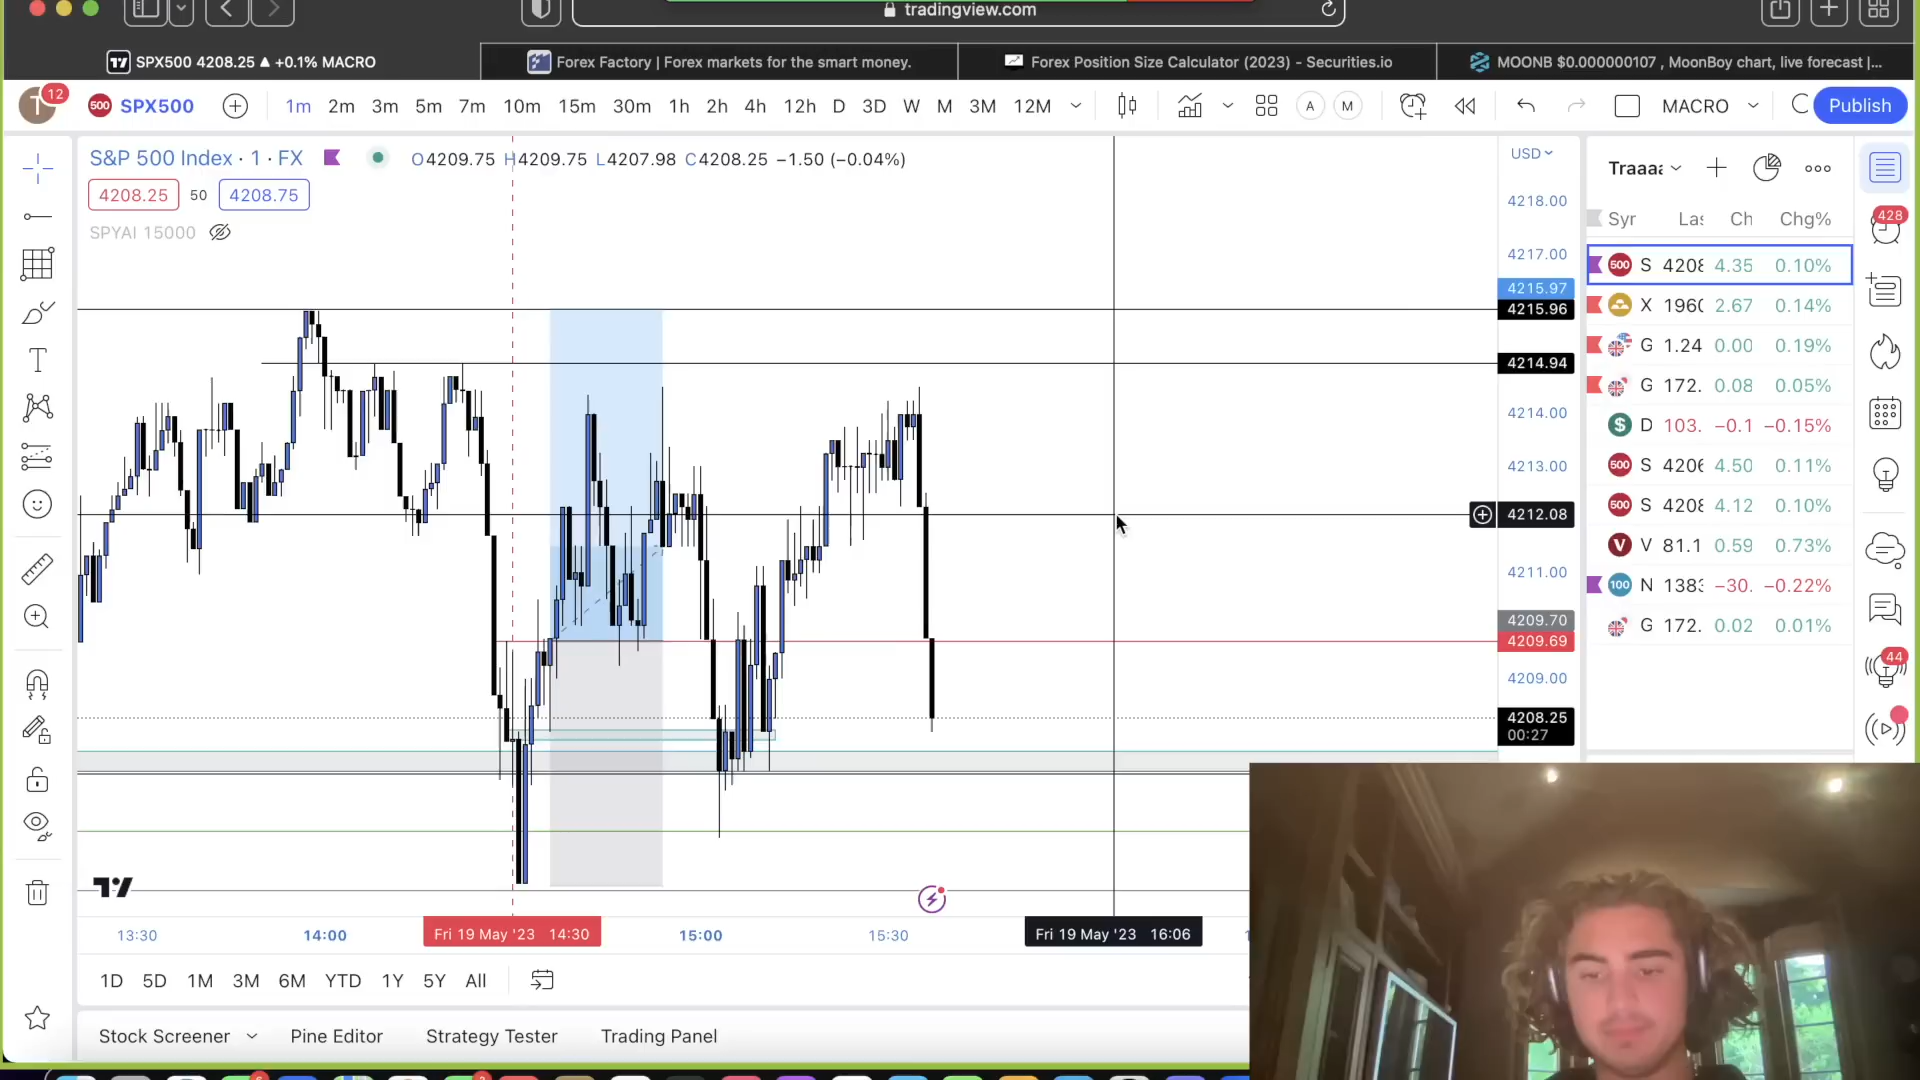 tradingview.com
SPX500 4208.25 ▲ +0.1% MACRO
Forex Factory | Forex markets for the smart money.
Forex Position Size Calculator (2023) - Securities.io
MOONB $0.000000107 , MoonBoy chart, live forecast |...
T 12
500 SPX500
1m 2m 3m 5m 7m 10m 15m 30m 1h 2h 4h 12h D 3D W M 3M 12M
A M
MACRO
Publish
S&P 500 Index · 1 · FX
O4209.75 H4209.75 L4207.98 C4208.25 −1.50 (−0.04%)
4208.25 50 4208.75
SPYAI 15000
USD
4218.00
4217.00
4215.97
4215.96
4214.94
4214.00
4213.00
4212.08
4211.00
4209.70
4209.69
4209.00
4208.25
00:27
Traaa
Syr Las Ch Chg%
500 S 4208 4.35 0.10%
X 1960 2.67 0.14%
G 1.24 0.00 0.19%
G 172. 0.08 0.05%
$ D 103. −0.1 −0.15%
500 S 4206 4.50 0.11%
500 S 4208 4.12 0.10%
V V 81.1 0.59 0.73%
100 N 1383 −30. −0.22%
G 172. 0.02 0.01%
428
44
13:30
14:00
Fri 19 May '23 14:30
15:00
15:30
Fri 19 May '23 16:06
1D 5D 1M 3M 6M YTD 1Y 5Y All
Stock Screener
Pine Editor
Strategy Tester
Trading Panel